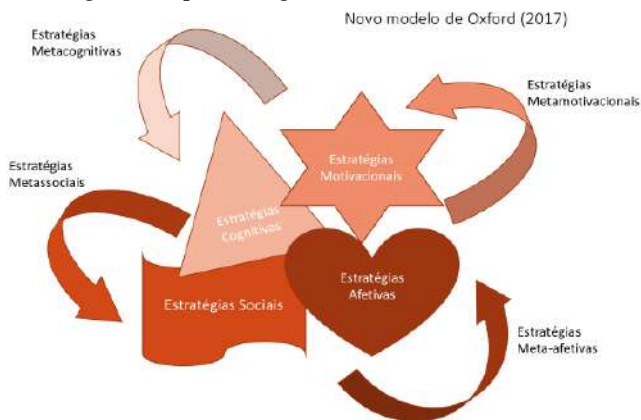 Novo modelo de Oxford (2017)
Estratégias
Metacognitivas
Estratégias
Metamotivacionais
Estratégias
Motivacionais
Estratégias
Metassociais
Estratégias
Cognitivas
Estratégias
Afetivas
Estratégias Sociais
Estratégias
Meta-afetivas